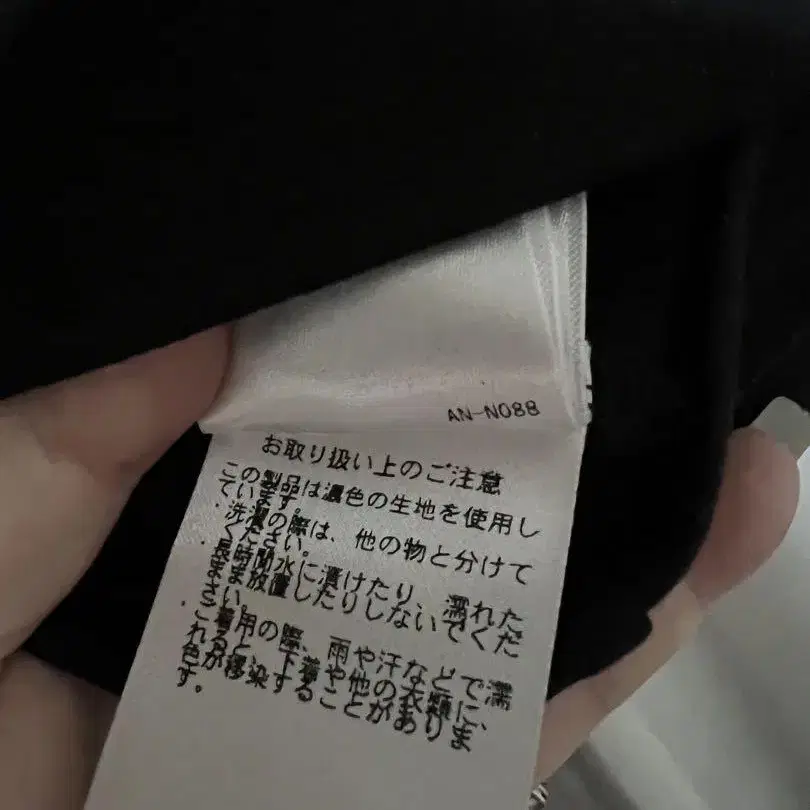 AN-N088
お取り扱い上のご注意
この製品は濃色の生地を使用し
ています。
・洗濯の際は、他の物と分けて
ください。
・長時間水に漬けたり、濡れた
まま放置したりしないでくだ
さい。
・ご着用の際、雨や汗などで濡
れると、下着や他の衣類に、
色が移染することがありま
す。